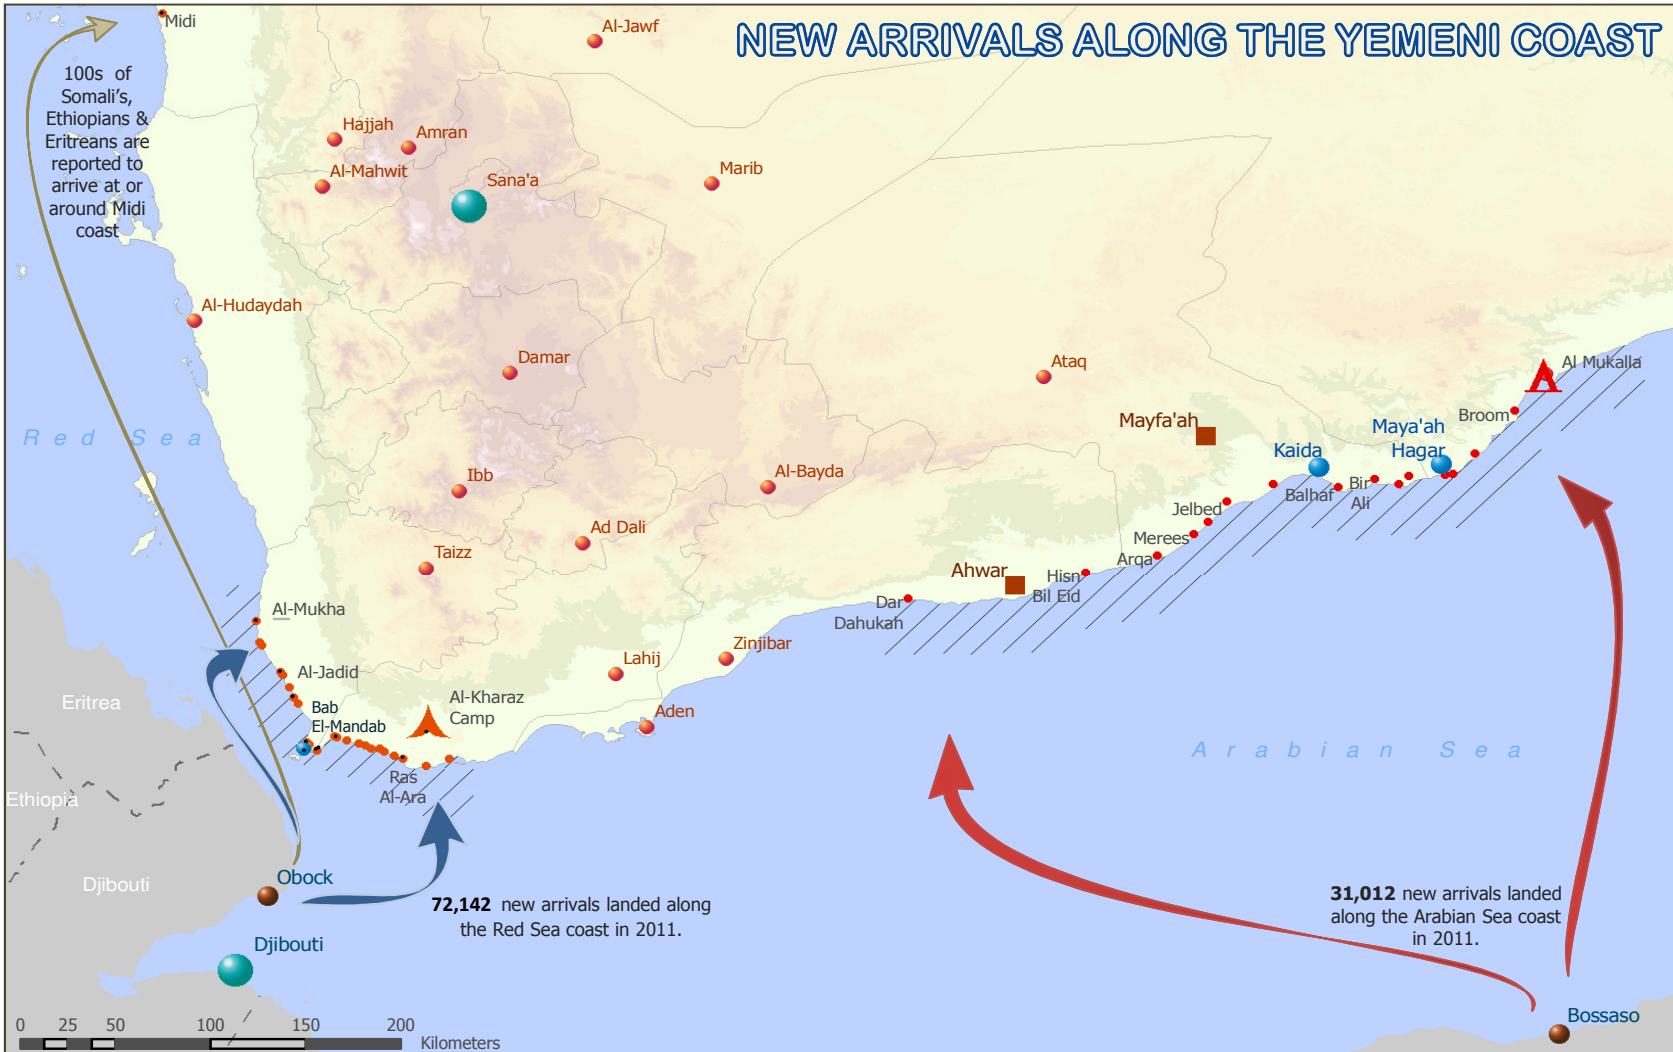 NEW ARRIVALS ALONG THE YEMENI COAST
Midi
Al-Jawf
100s of
Somali's,
Ethiopians &
Eritreans are
reported to
arrive at or
around Midi
coast
Hajjah
Amran
Al-Mahwit
Sana'a
Marib
Al-Hudaydah
Damar
Ataq
Al Mukalla
Broom
Mayfa'ah
Maya'ah
Hagar
Kaida
Red Sea
Ibb
Al-Bayda
Balhaf
Bir
Ali
Jelbed
Ad Dali
Merees
Taizz
Arqa
Ahwar
Hisn
Bil Eid
Dar
Dahukah
Al-Mukha
Zinjibar
Lahij
Al-Jadid
Al-Kharaz
Camp
Eritrea
Bab
El-Mandab
Aden
Arabian Sea
Ras
Al-Ara
Ethiopia
Djibouti
Obock
72,142 new arrivals landed along
the Red Sea coast in 2011.
31,012 new arrivals landed
along the Arabian Sea coast
in 2011.
Djibouti
Bossaso
0 25 50 100 150 200
Kilometers